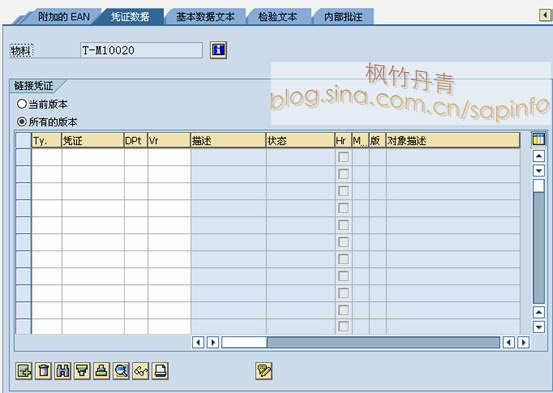 附加的 EAN 凭证数据 基本数据文本 检验文本 内部批注
物料 T-M10020
枫竹丹青
blog.sina.com.cn/sapinfo
链接凭证
当前版本
所有的版本
Ty. 凭证 DPt Vr 描述 状态 Hr M... 版 对象描述